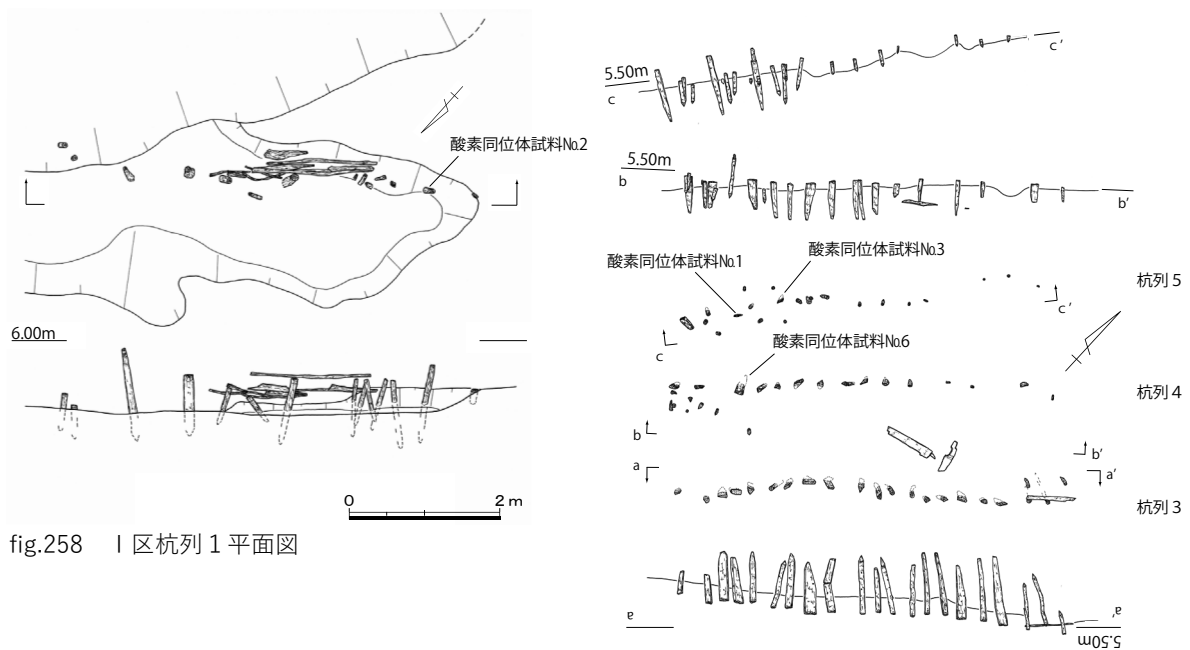 酸素同位体試料№2
6.00m
0 2 m
fig.258 Ⅰ区杭列1平面図
5.50m
c c'
5.50m
b b'
酸素同位体試料№1
酸素同位体試料№3
杭列5
c c'
酸素同位体試料№6
杭列4
b b'
a a'
杭列3
a a'
5.50m